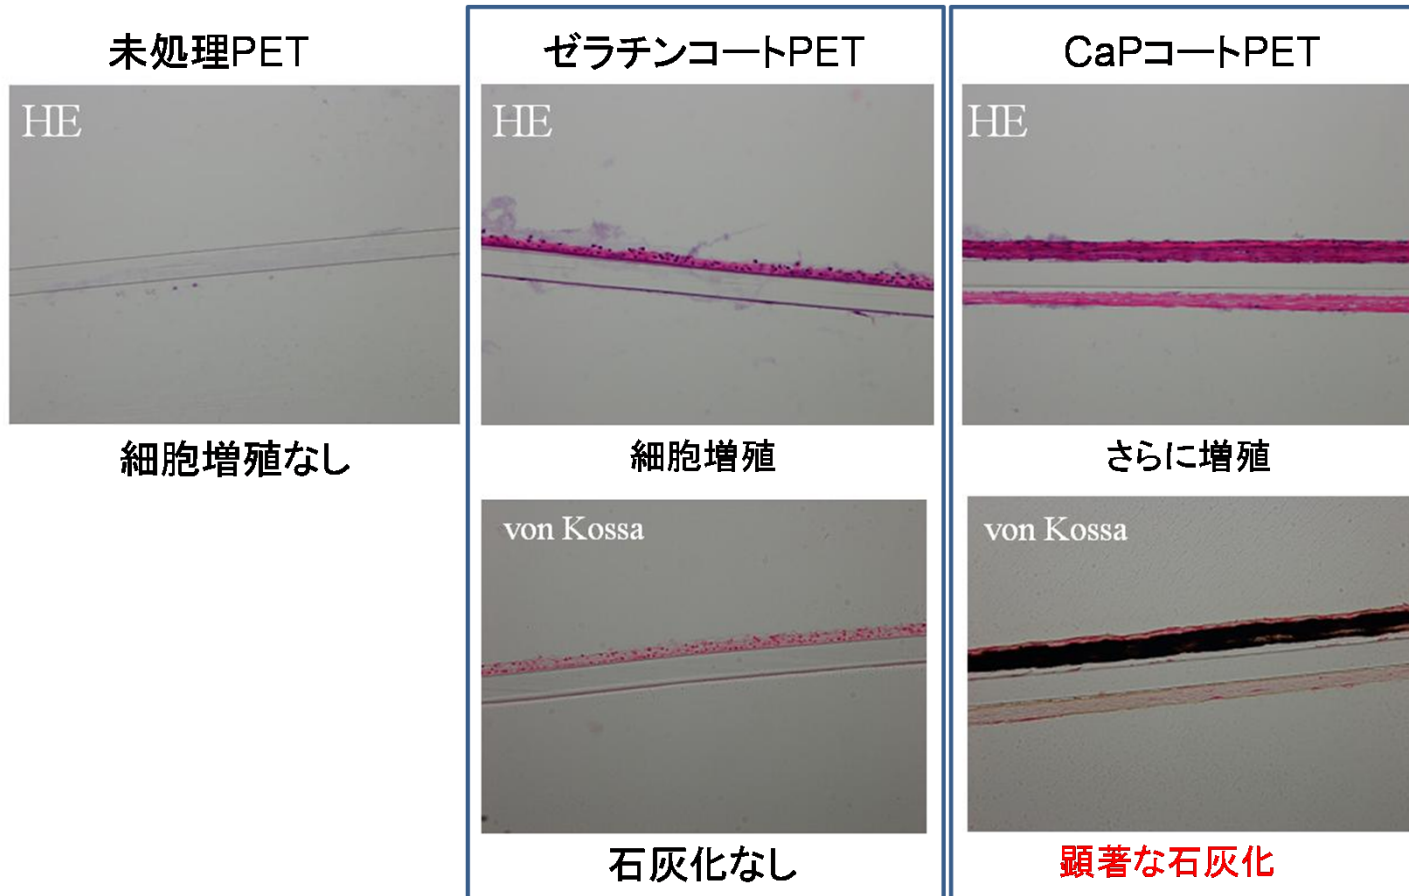 未処理PET
ゼラチンコートPET
CaPコートPET
HE
HE
HE
細胞増殖なし
細胞増殖
さらに増殖
von Kossa
von Kossa
石灰化なし
顕著な石灰化